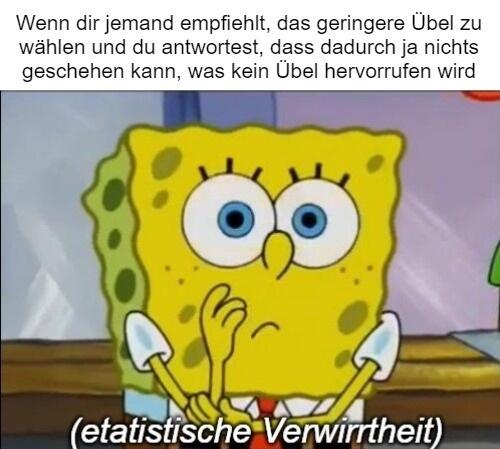 Wenn dir jemand empfiehlt, das geringere Übel zu
wählen und du antwortest, dass dadurch ja nichts
geschehen kann, was kein Übel hervorrufen wird
(etatistische Verwirrtheit)